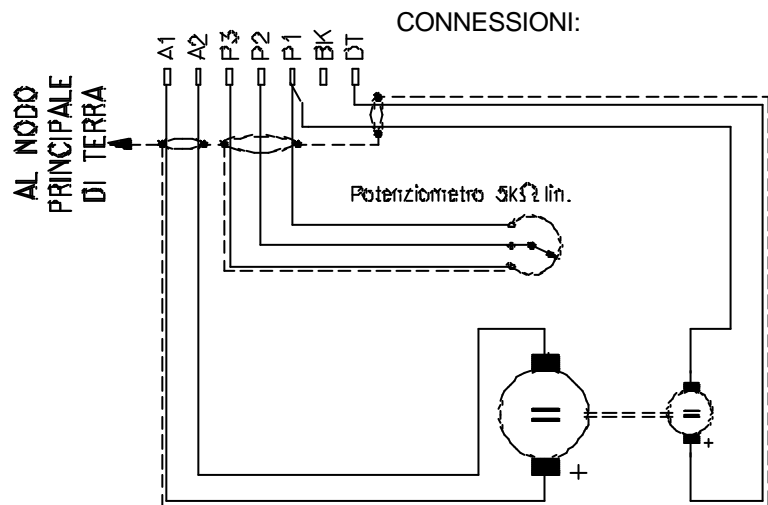 CONNESSIONI:
A1 A2 P3 P2 P1 BK DT
AL NODO
PRINCIPALE
DI TERRA
Potenziometro 5kΩ lin.
=
=
+
+